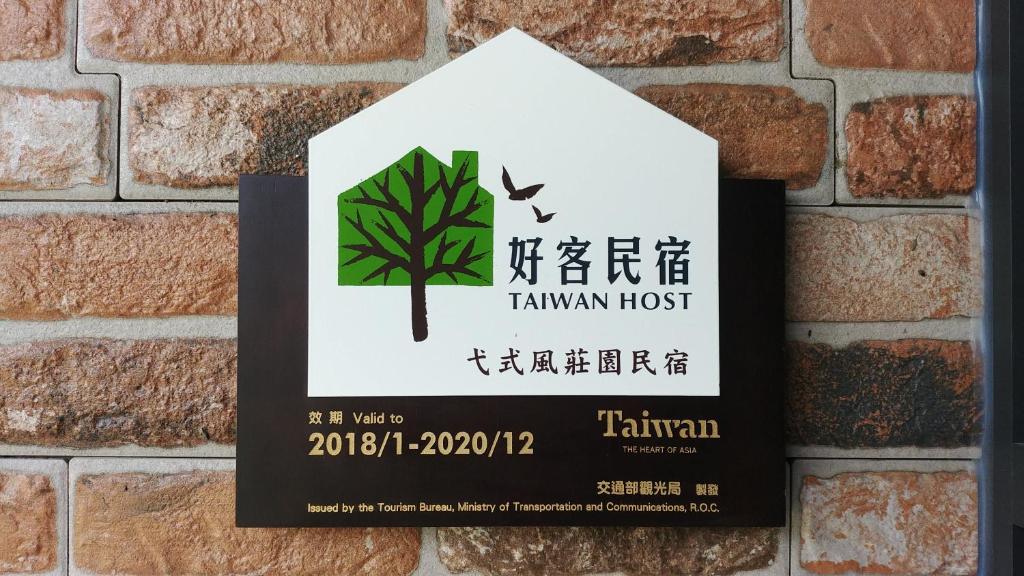 好客民宿
TAIWAN HOST
弋式風莊園民宿
效期 Valid to
2018/1-2020/12
Taiwan
THE HEART OF ASIA
交通部觀光局 製發
Issued by the Tourism Bureau, Ministry of Transportation and Communications, R.O.C.